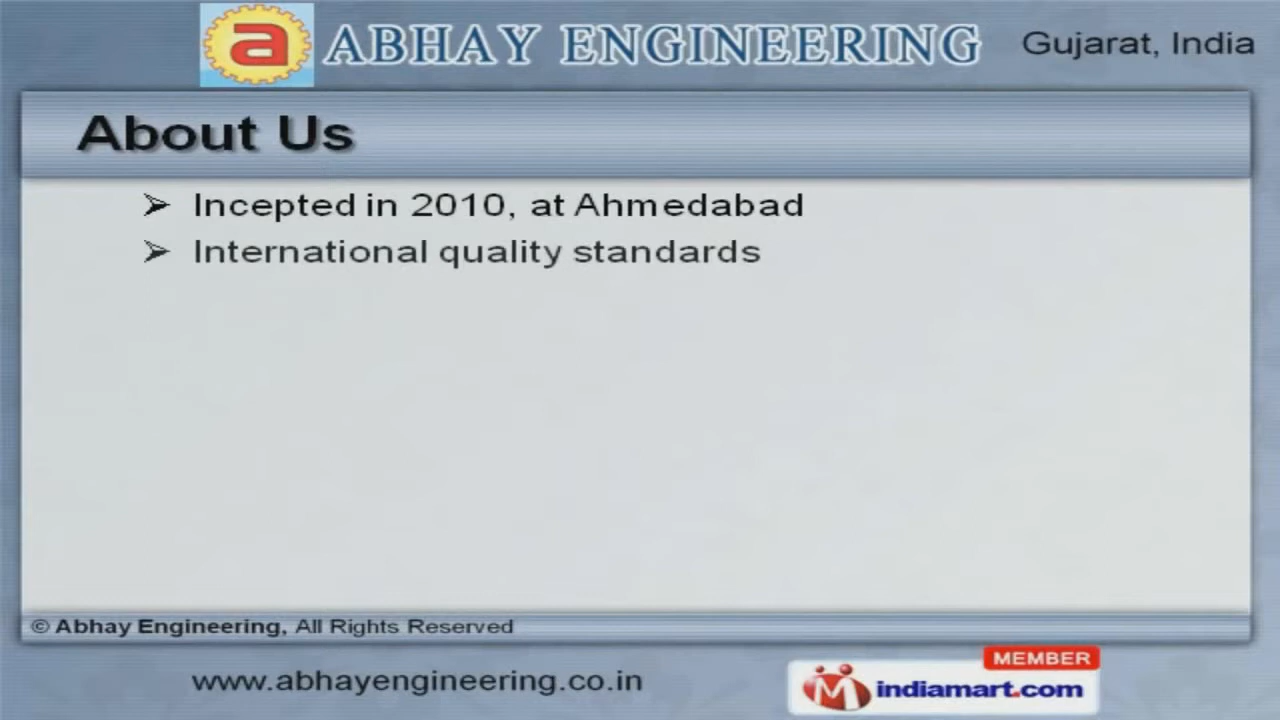 a ABHAY ENGINEERING
Gujarat, India
About Us
➢ Incepted in 2010, at Ahmedabad
➢ International quality standards
© Abhay Engineering, All Rights Reserved
www.abhayengineering.co.in
MEMBER
indiamart.com